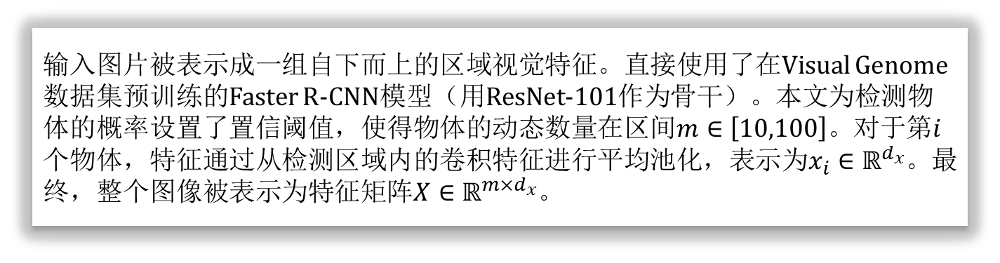 输入图片被表示成一组自下而上的区域视觉特征。直接使用了在Visual Genome
数据集预训练的Faster R-CNN模型（用ResNet-101作为骨干）。本文为检测物
体的概率设置了置信阈值，使得物体的动态数量在区间$m \in [10,100]$。对于第$i$
个物体，特征通过从检测区域内的卷积特征进行平均池化，表示为$x_i \in \mathbb{R}^{d_x}$。最
终，整个图像被表示为特征矩阵$X \in \mathbb{R}^{m \times d_x}$。